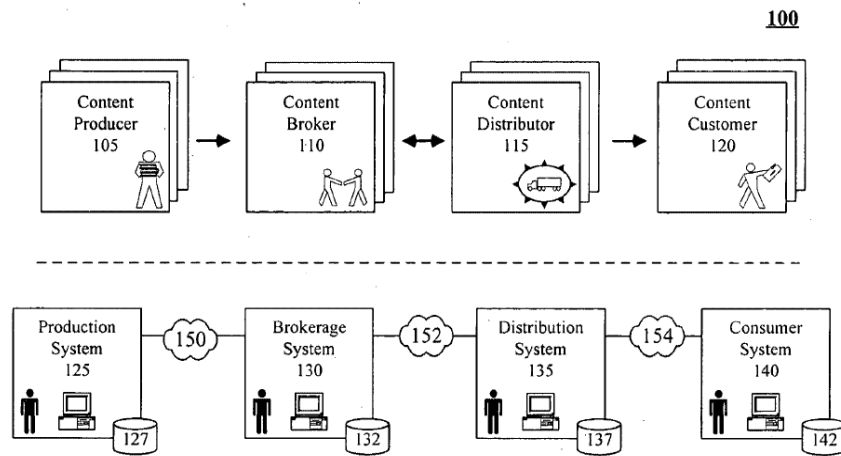 100
Content
Producer
105
Content
Broker
110
Content
Distributor
115
Content
Customer
120
Production
System
125
127
150
Brokerage
System
130
132
152
Distribution
System
135
137
154
Consumer
System
140
142